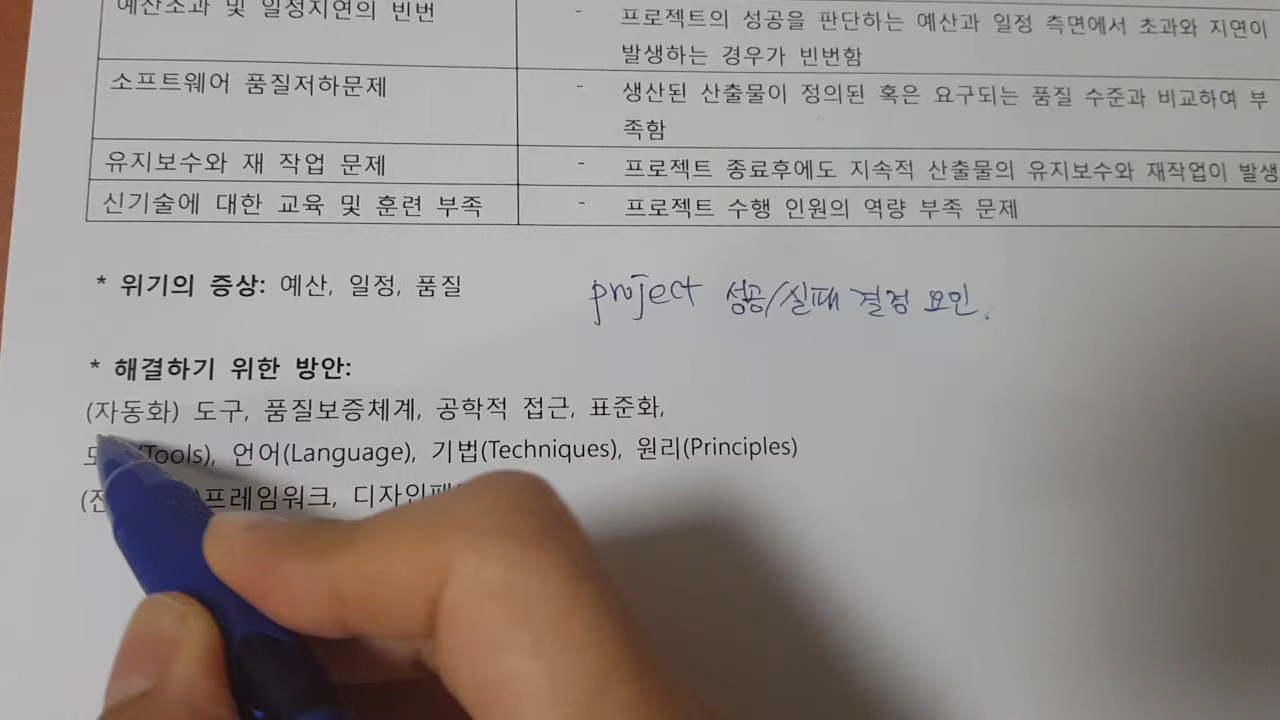 예산초과 및 일정지연의 빈번
- 프로젝트의 성공을 판단하는 예산과 일정 측면에서 초과와 지연이
발생하는 경우가 빈번함
소프트웨어 품질저하문제
- 생산된 산출물이 정의된 혹은 요구되는 품질 수준과 비교하여 부
족함
유지보수와 재 작업 문제
- 프로젝트 종료후에도 지속적 산출물의 유지보수와 재작업이 발생
신기술에 대한 교육 및 훈련 부족
- 프로젝트 수행 인원의 역량 부족 문제
* 위기의 증상: 예산, 일정, 품질
project 성공/실패 결정 요인.
* 해결하기 위한 방안:
(자동화) 도구, 품질보증체계, 공학적 접근, 표준화,
(Tools), 언어(Language), 기법(Techniques), 원리(Principles)
)프레임워크,